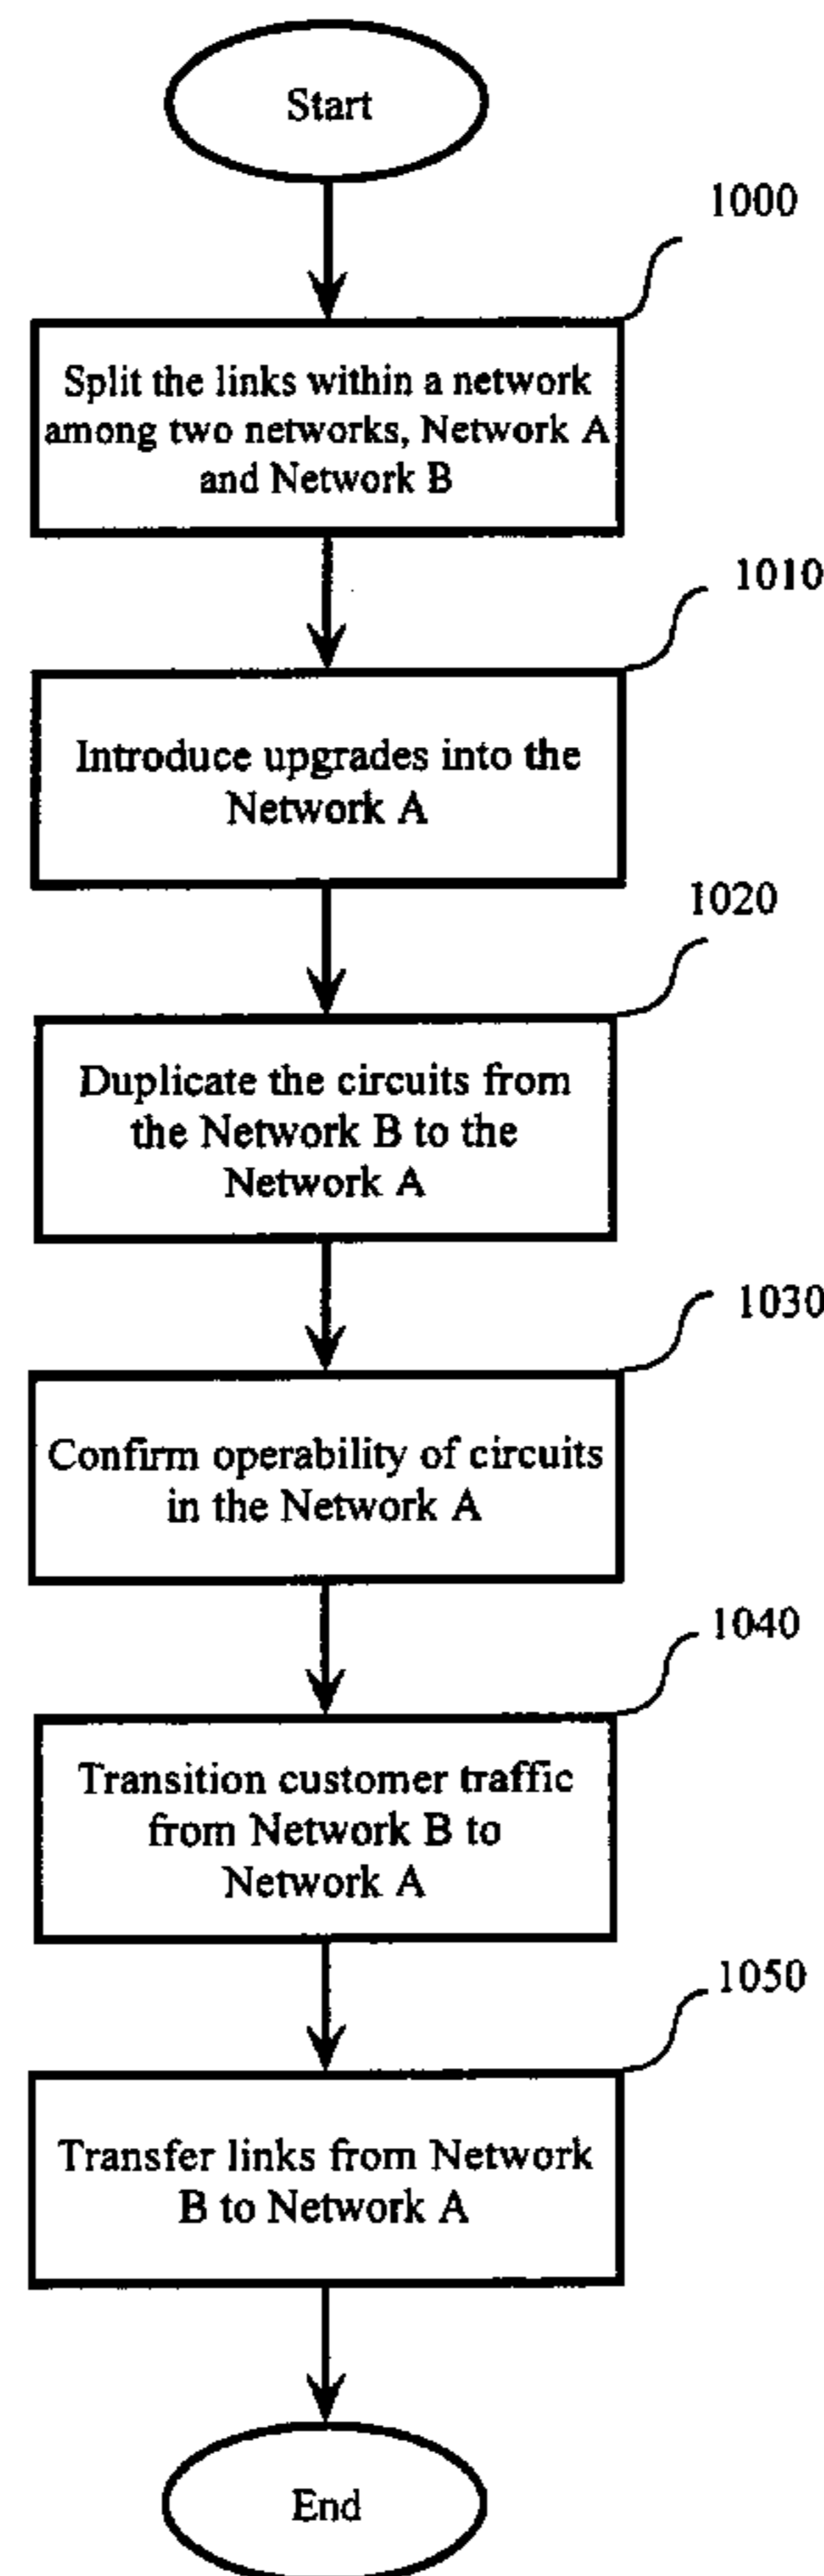 Start
1000
Split the links within a network
among two networks, Network A
and Network B
1010
Introduce upgrades into the
Network A
1020
Duplicate the circuits from
the Network B to the
Network A
1030
Confirm operability of circuits
in the Network A
1040
Transition customer traffic
from Network B to
Network A
1050
Transfer links from Network
B to Network A
End